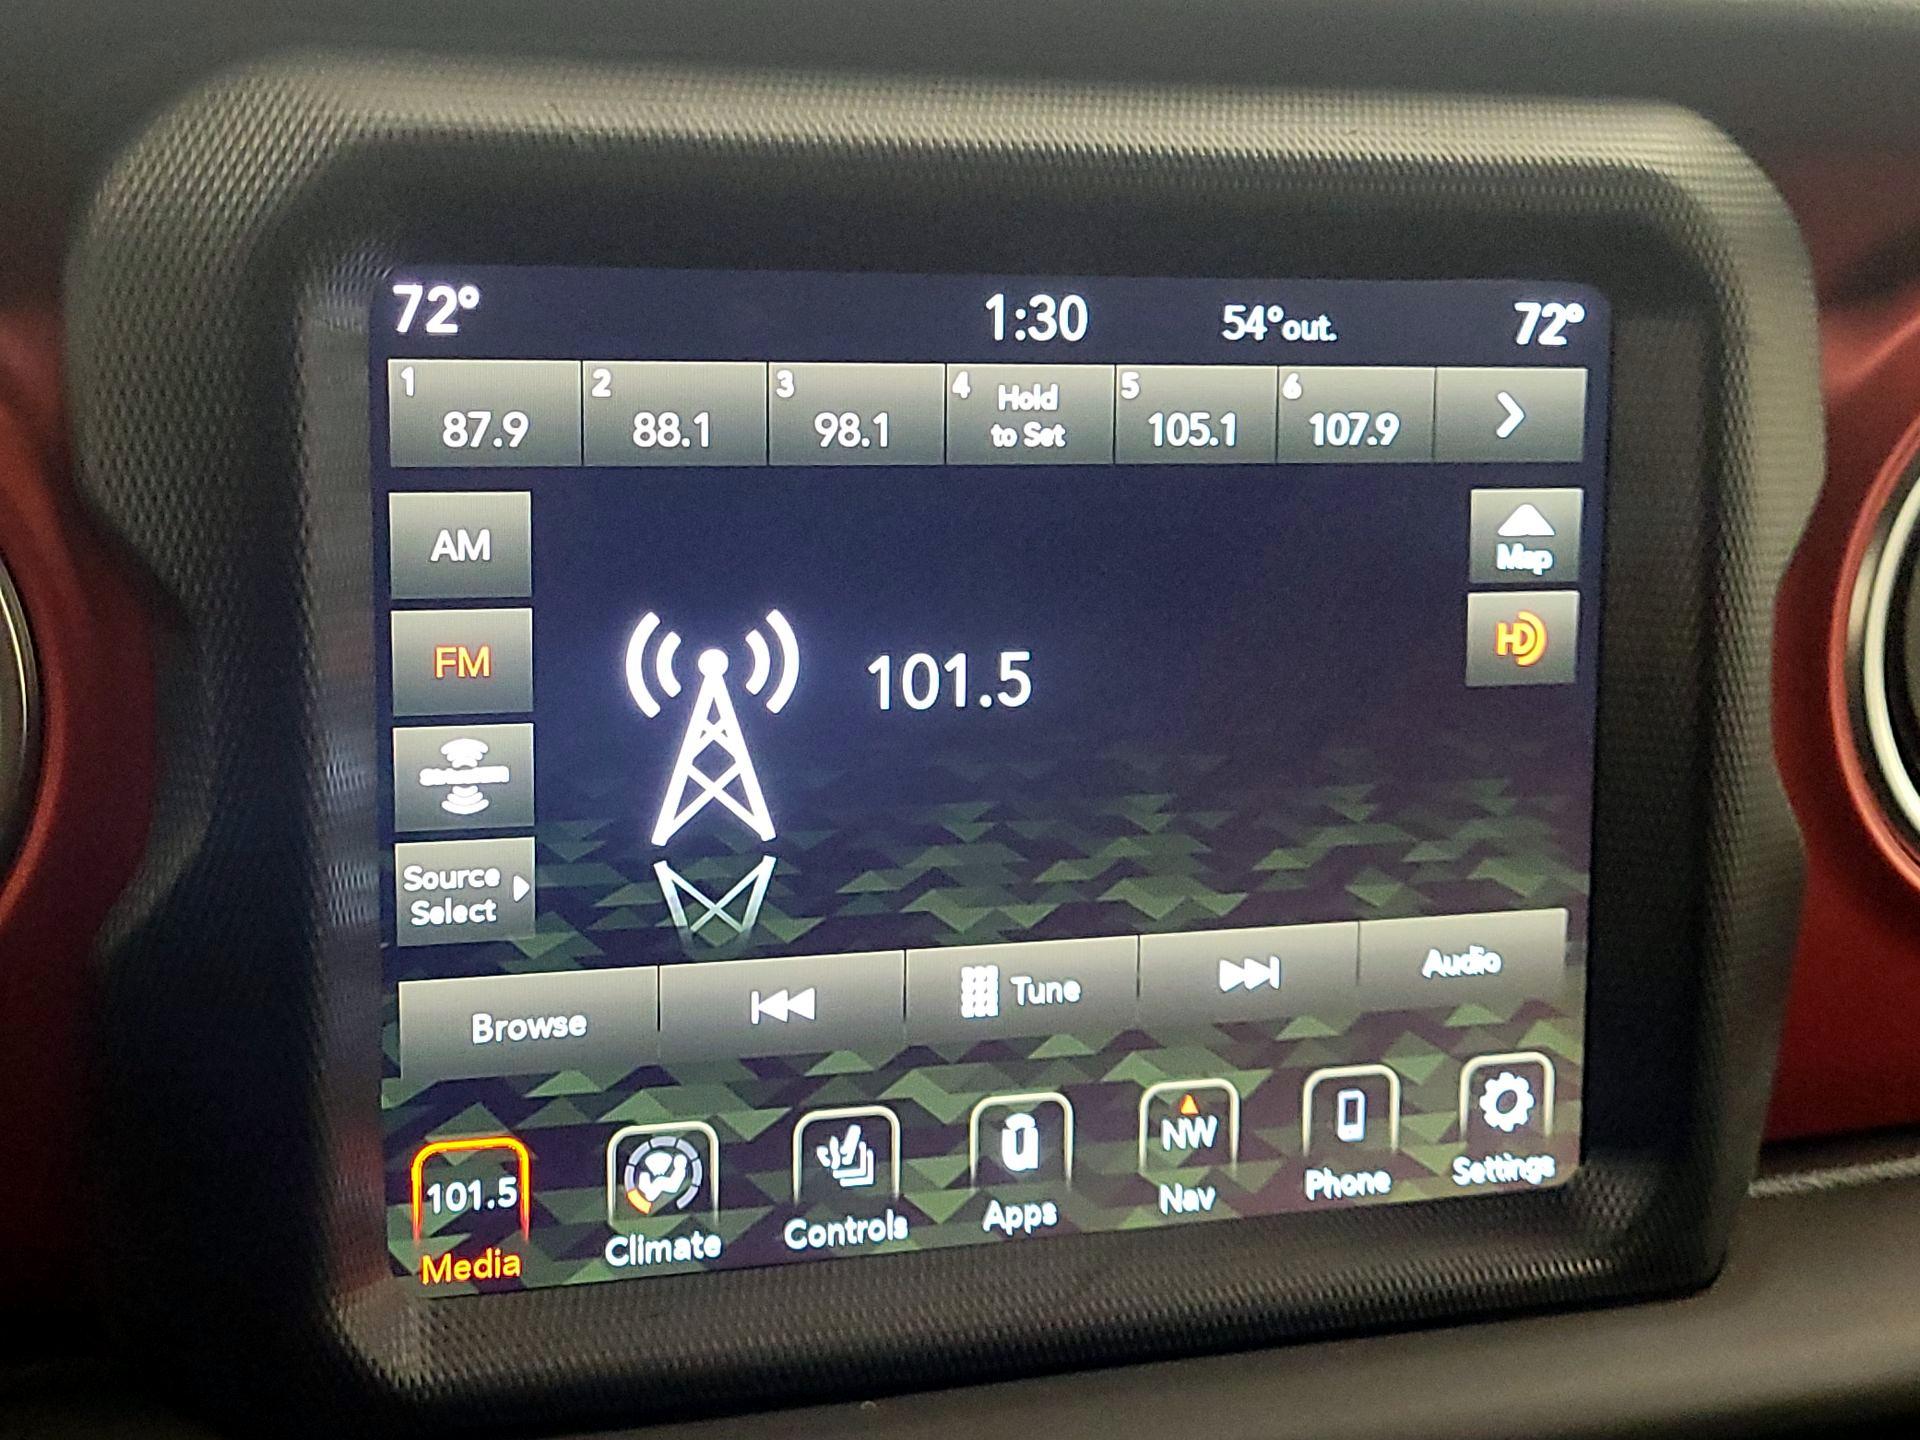 72° 1:30 54°out. 72°
1 2 3 4 Hold 5 6
87.9 88.1 98.1 to Set 105.1 107.9
AM
Map
FM
HD
101.5
Source
Select
Browse Tune Audio
101.5 NW
Media Climate Controls Apps Nav Phone Settings